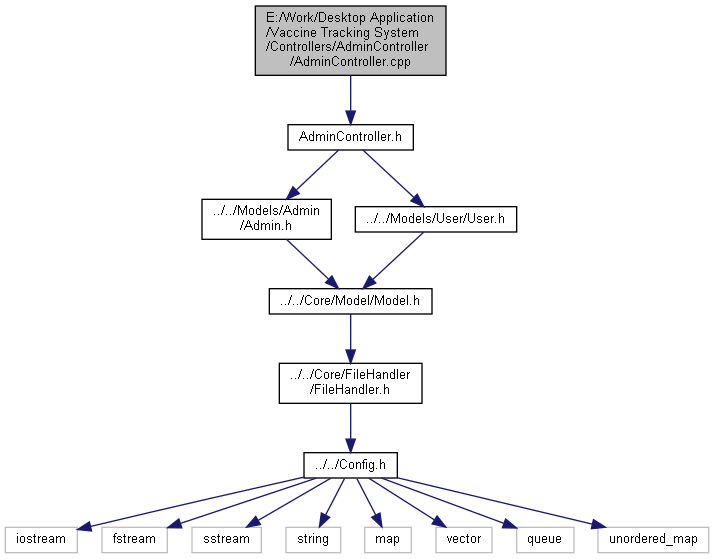 E:/Work/Desktop Application
/Vaccine Tracking System
/Controllers/AdminController
/AdminController.cpp
AdminController.h
../../Models/Admin
/Admin.h
../../Models/User/User.h
../../Core/Model/Model.h
../../Core/FileHandler
/FileHandler.h
../../Config.h
iostream
fstream
sstream
string
map
vector
queue
unordered_map